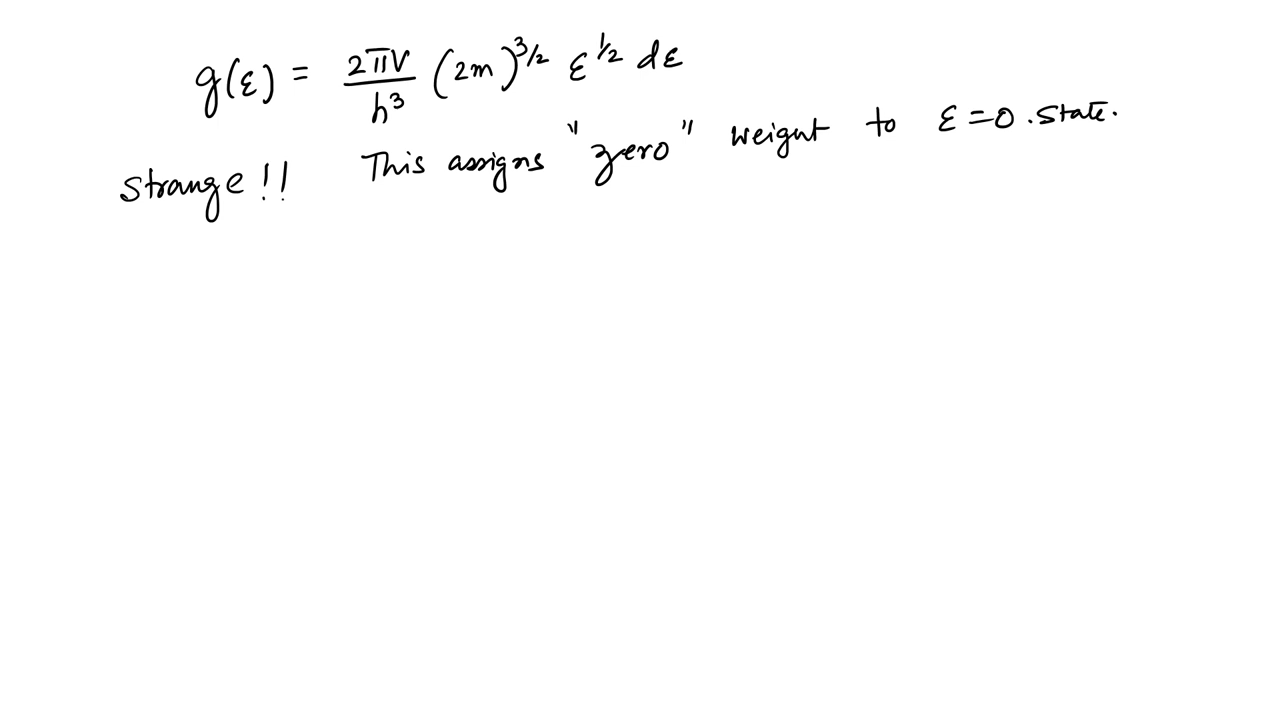 g(ε) = 2πV/h³ (2m)^3/2 ε^1/2 dε
Strange!! This assigns "zero" weight to ε=0 . State.